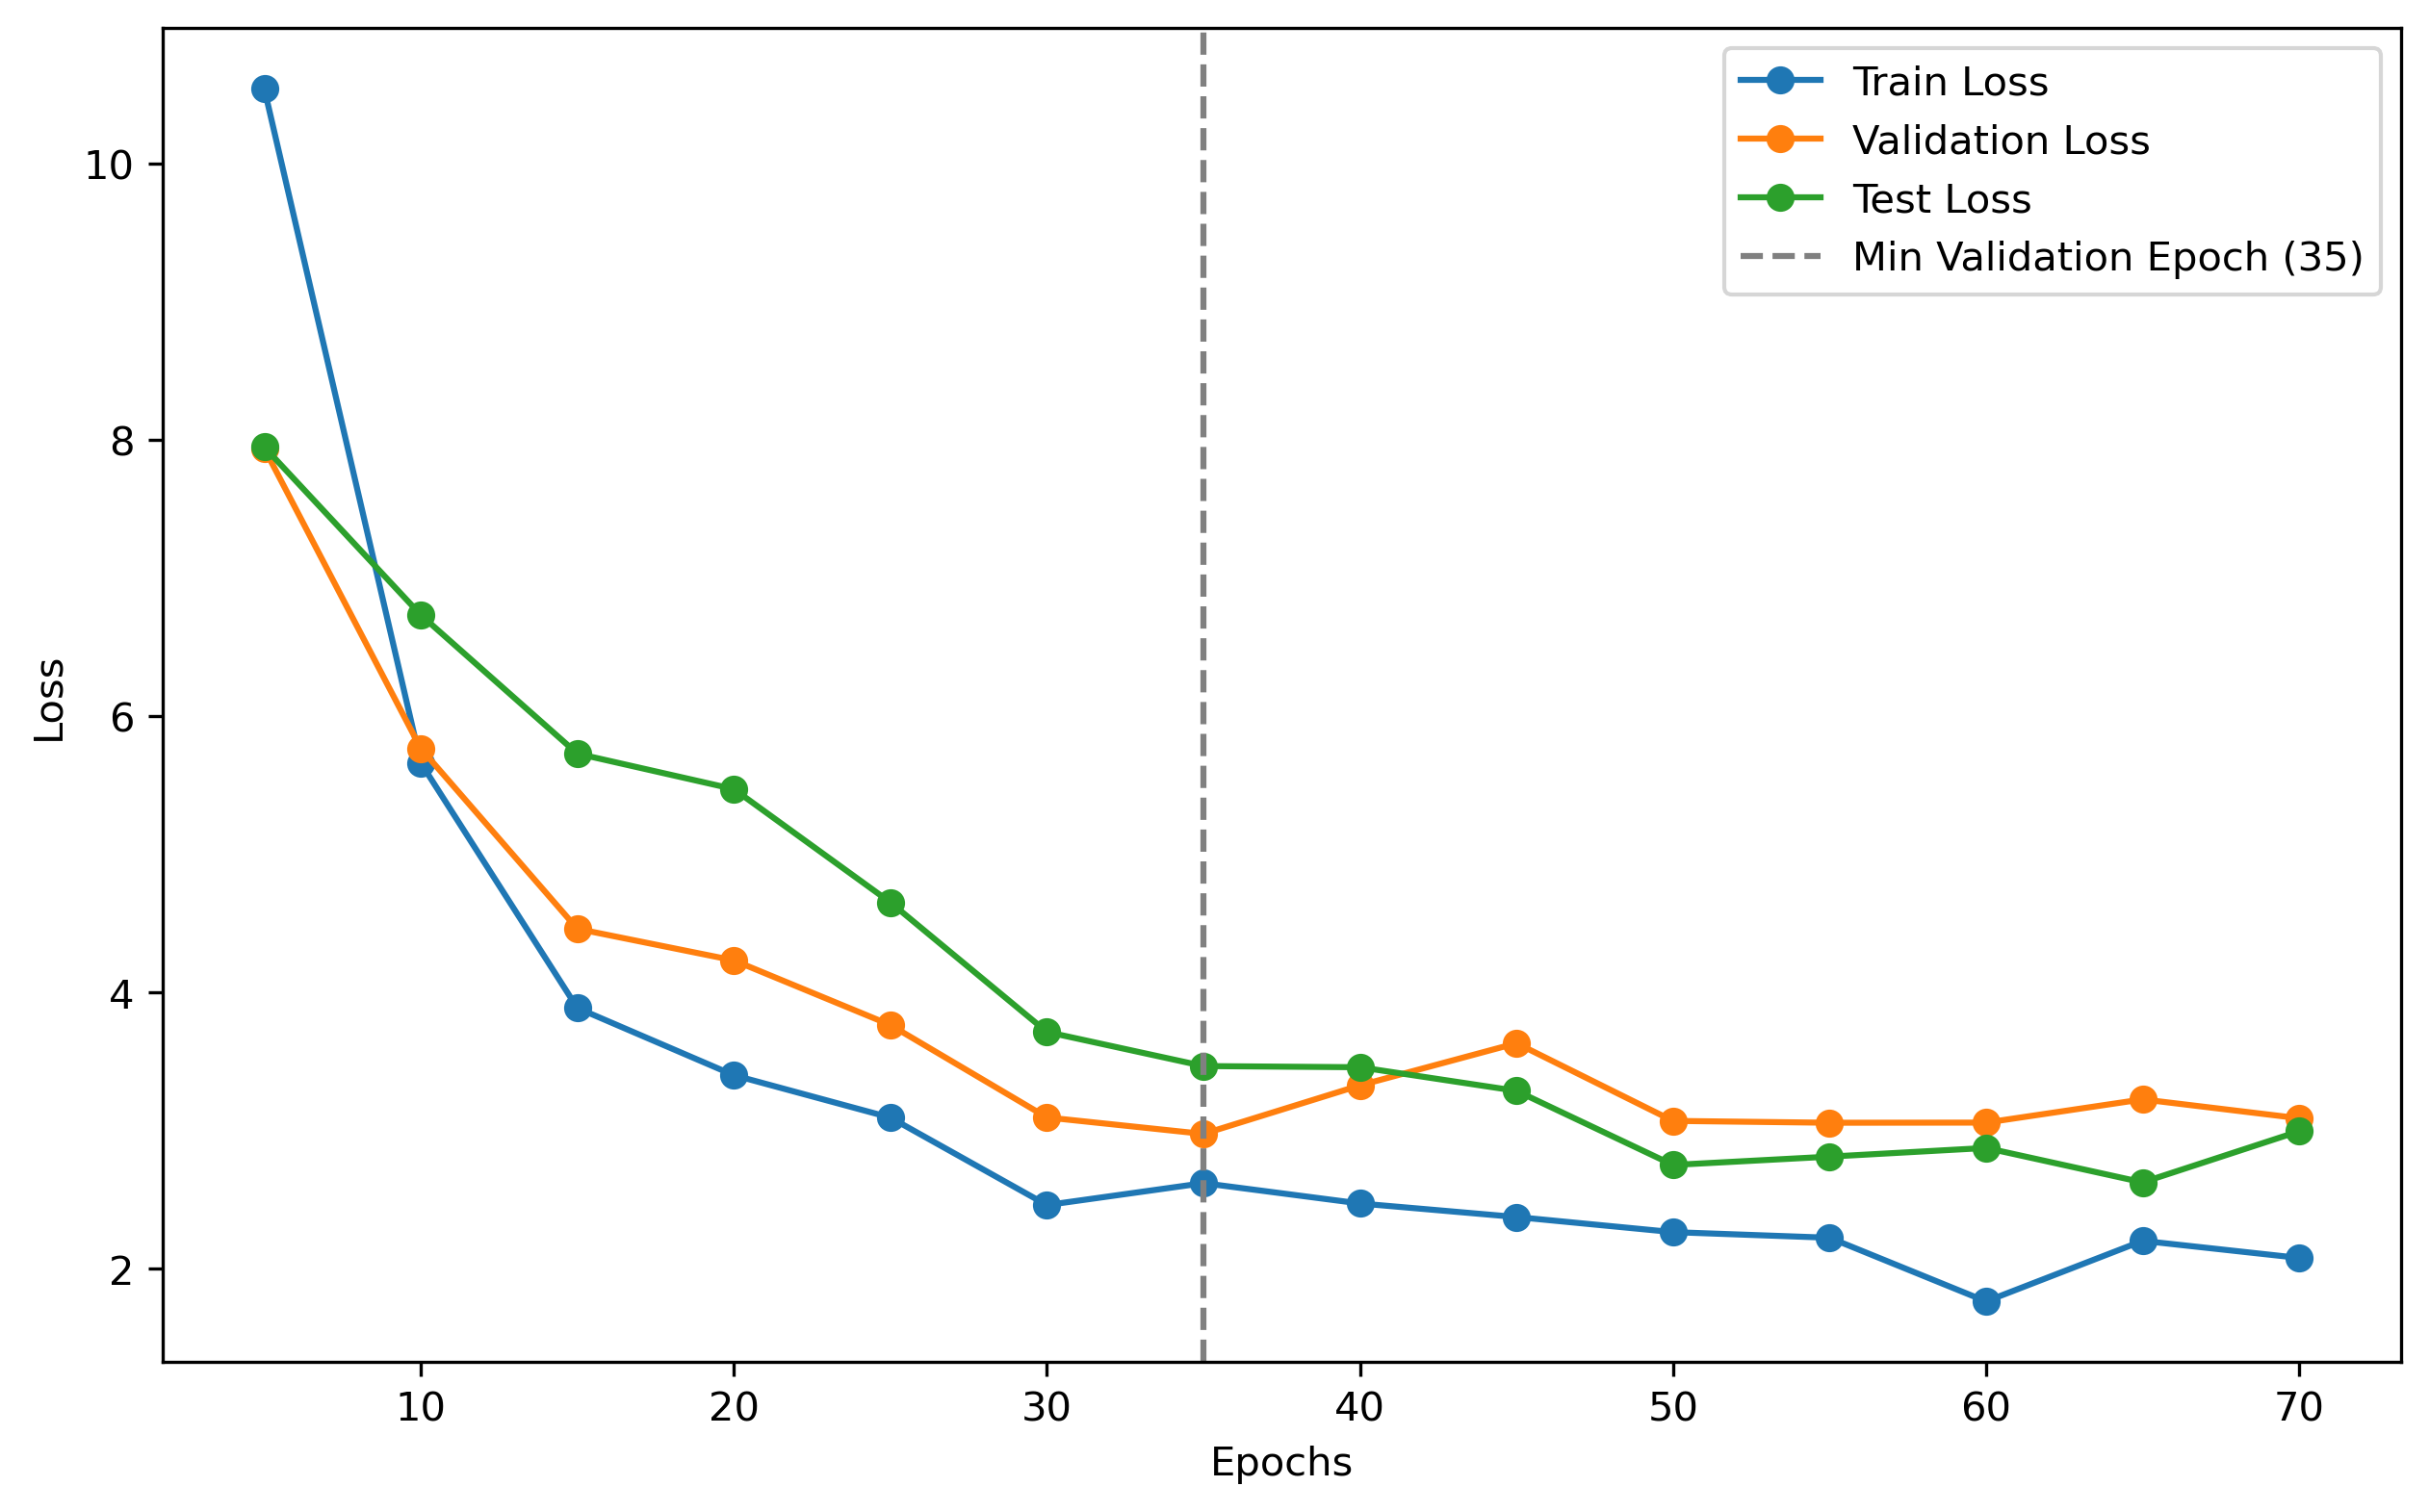 Train Loss
Validation Loss
Test Loss
Min Validation Epoch (35)
10
8
6
4
2
Loss
10 20 30 40 50 60 70
Epochs